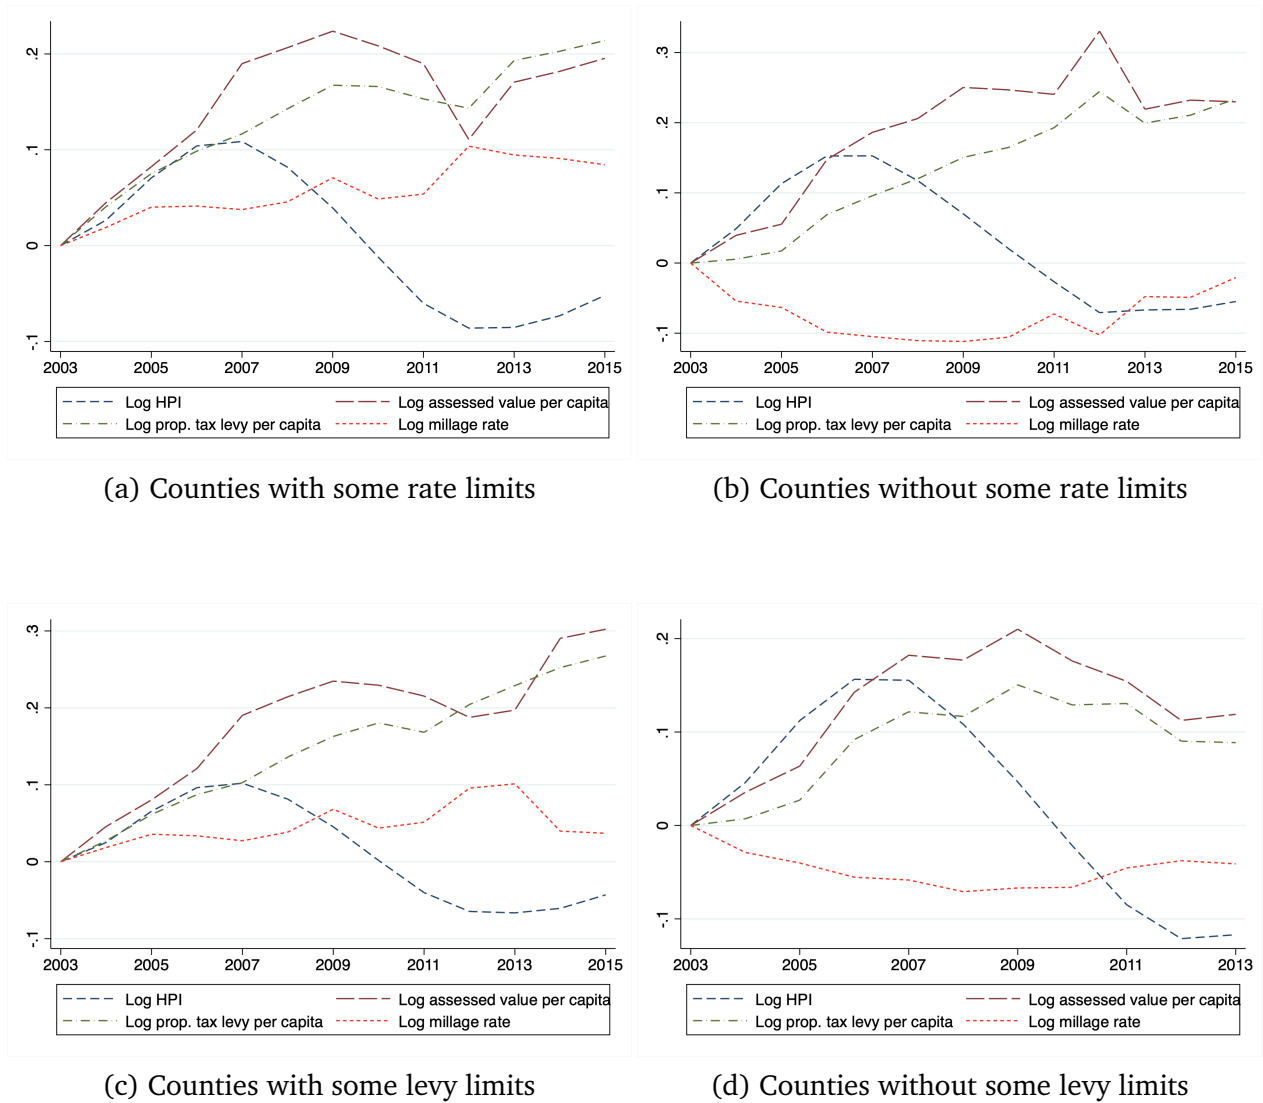 .2
.1
0
-.1
2003 2005 2007 2009 2011 2013 2015
Log HPI Log assessed value per capita
Log prop. tax levy per capita Log millage rate
(a) Counties with some rate limits
.3
.2
.1
0
-.1
2003 2005 2007 2009 2011 2013 2015
Log HPI Log assessed value per capita
Log prop. tax levy per capita Log millage rate
(b) Counties without some rate limits
.3
.2
.1
0
-.1
2003 2005 2007 2009 2011 2013 2015
Log HPI Log assessed value per capita
Log prop. tax levy per capita Log millage rate
(c) Counties with some levy limits
.2
.1
0
-.1
2003 2005 2007 2009 2011 2013
Log HPI Log assessed value per capita
Log prop. tax levy per capita Log millage rate
(d) Counties without some levy limits